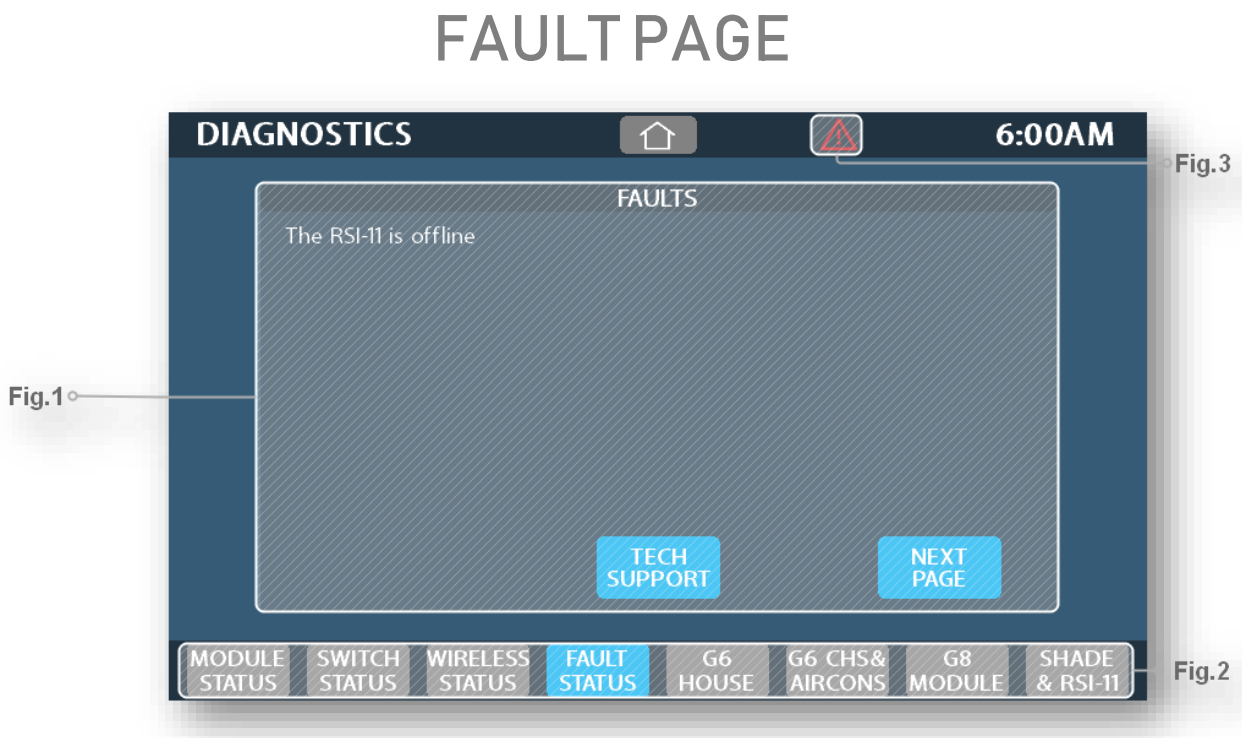 FAULT PAGE
DIAGNOSTICS
6:00AM
Fig.3
FAULTS
The RSI-11 is offline
Fig.1
TECH
SUPPORT
NEXT
PAGE
MODULE
STATUS
SWITCH
STATUS
WIRELESS
STATUS
FAULT
STATUS
G6
HOUSE
G6 CHS&
AIRCONS
G8
MODULE
SHADE
& RSI-11
Fig.2